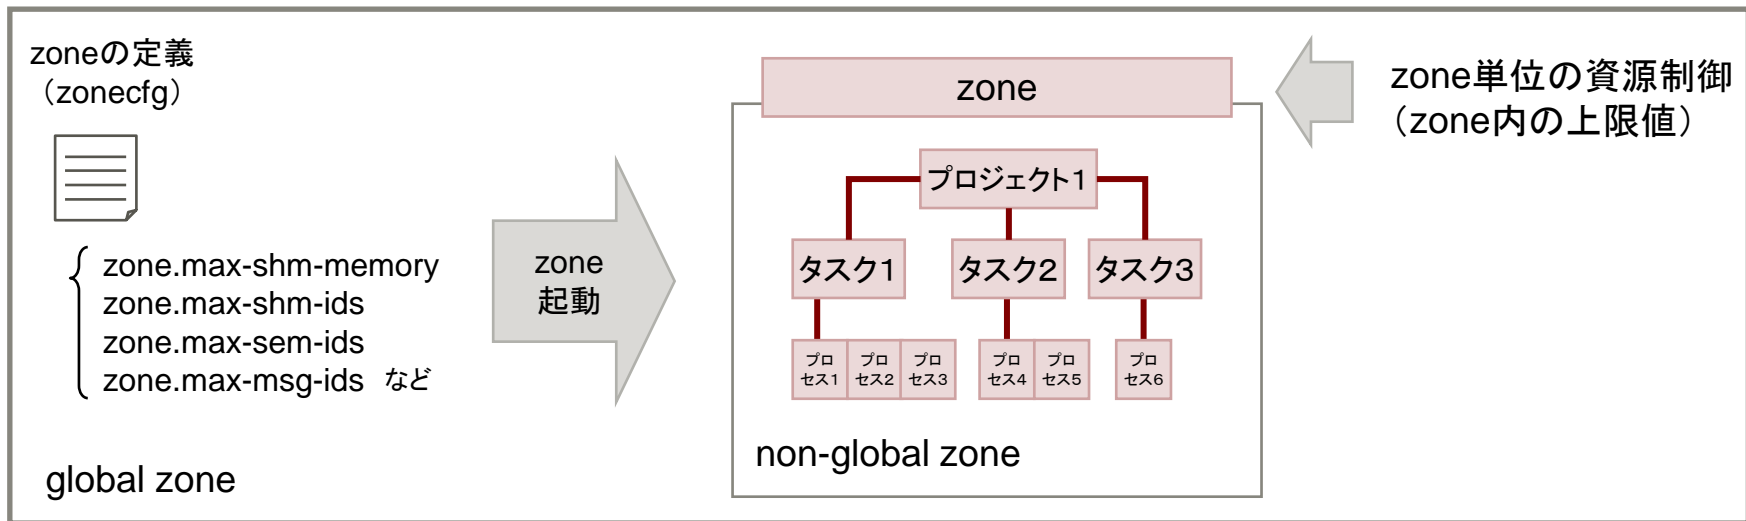 zoneの定義
（zonecfg）
zone.max-shm-memory
zone.max-shm-ids
zone.max-sem-ids
zone.max-msg-ids など
global zone
zone
起動
zone
プロジェクト1
タスク1
タスク2
タスク3
プロ
セス1
プロ
セス2
プロ
セス3
プロ
セス4
プロ
セス5
プロ
セス6
non-global zone
zone単位の資源制御
（zone内の上限値）